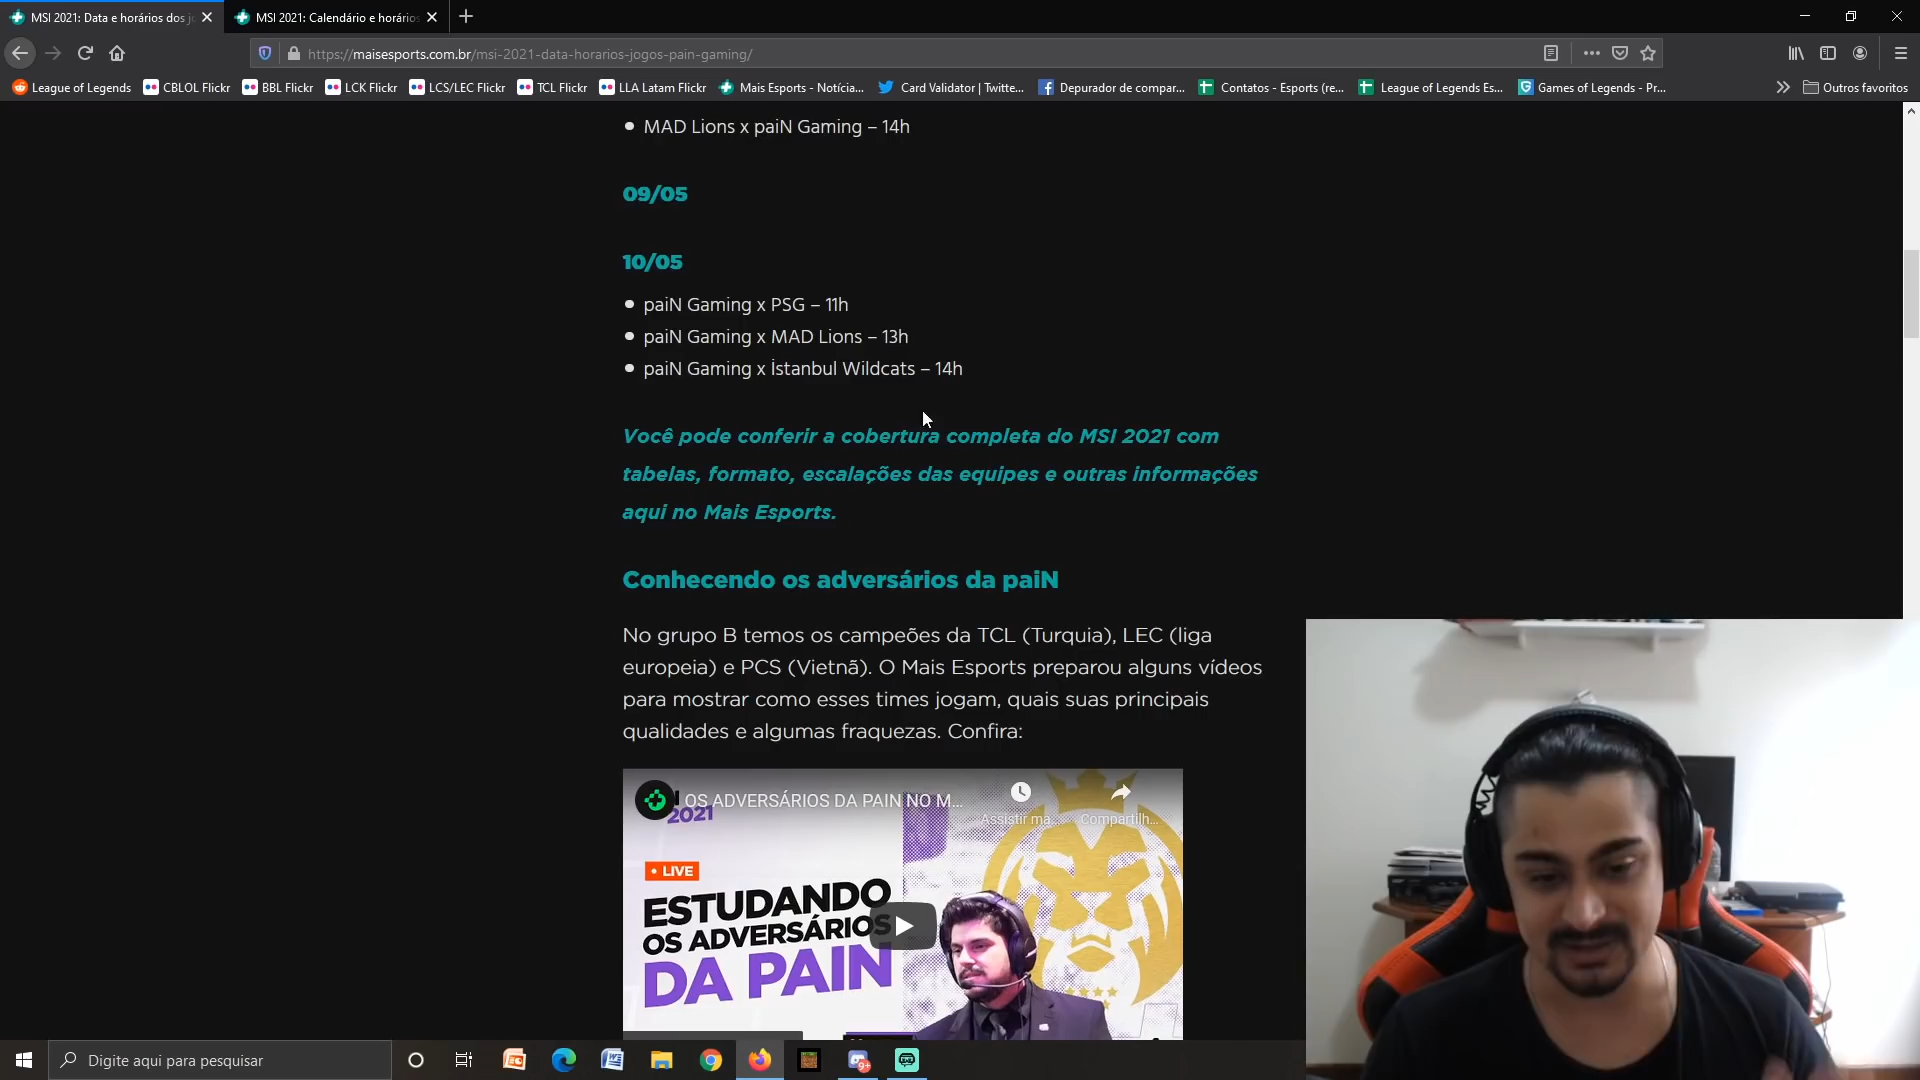 MSI 2021: Data e horários dos j
MSI 2021: Calendário e horários
https://maisesports.com.br/msi-2021-data-horarios-jogos-pain-gaming/
League of Legends
CBLOL Flickr
BBL Flickr
LCK Flickr
LCS/LEC Flickr
TCL Flickr
LLA Latam Flickr
Mais Esports - Notícia...
Card Validator | Twitte...
Depurador de compar...
Contatos - Esports (re...
League of Legends Es...
Games of Legends - Pr...
Outros favoritos
MAD Lions x paiN Gaming – 14h
09/05
10/05
paiN Gaming x PSG – 11h
paiN Gaming x MAD Lions – 13h
paiN Gaming x İstanbul Wildcats – 14h
Você pode conferir a cobertura completa do MSI 2021 com
tabelas, formato, escalações das equipes e outras informações
aqui no Mais Esports.
Conhecendo os adversários da paiN
No grupo B temos os campeões da TCL (Turquia), LEC (liga
europeia) e PCS (Vietnã). O Mais Esports preparou alguns vídeos
para mostrar como esses times jogam, quais suas principais
qualidades e algumas fraquezas. Confira:
OS ADVERSÁRIOS DA PAIN NO M...
Assistir ma...
Compartilh...
2021
• LIVE
ESTUDANDO
OS ADVERSÁRIOS
DA PAIN
Digite aqui para pesquisar
9+